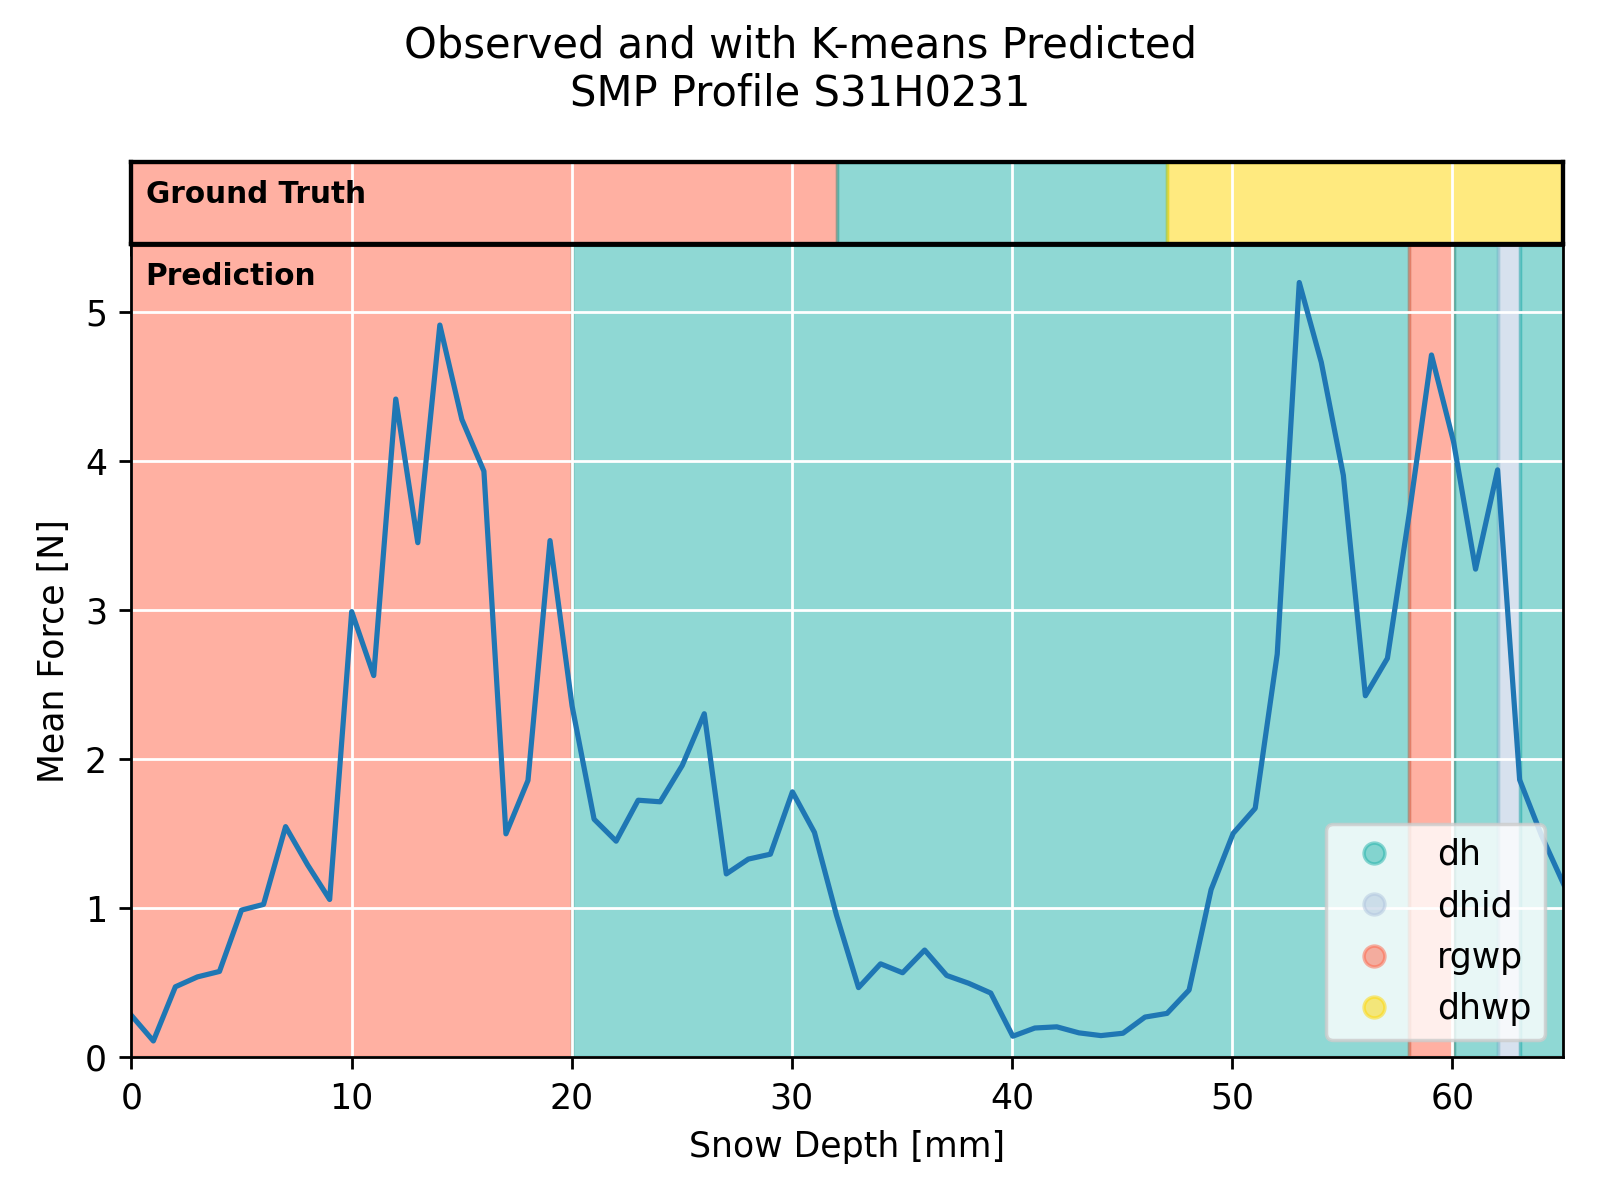 Observed and with K-means Predicted
SMP Profile S31H0231
Ground Truth
Prediction
5
4
3
2
1
0
Mean Force [N]
dh
dhid
rgwp
dhwp
0 10 20 30 40 50 60
Snow Depth [mm]